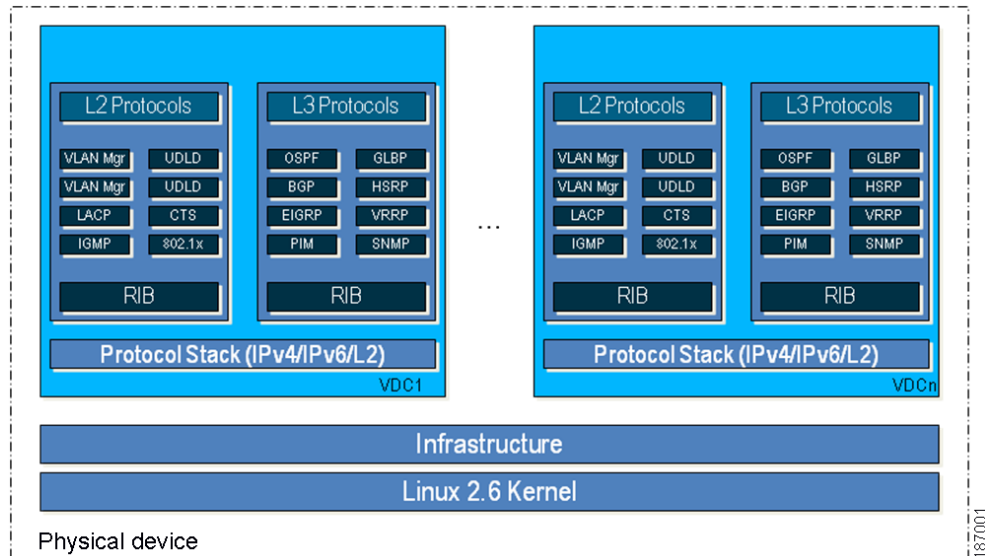 L2 Protocols
VLAN Mgr UDLD
VLAN Mgr UDLD
LACP CTS
IGMP 802.1x
RIB
L3 Protocols
OSPF GLBP
BGP HSRP
EIGRP VRRP
PIM SNMP
RIB
Protocol Stack (IPv4/IPv6/L2)
VDC1
...
L2 Protocols
VLAN Mgr UDLD
VLAN Mgr UDLD
LACP CTS
IGMP 802.1x
RIB
L3 Protocols
OSPF GLBP
BGP HSRP
EIGRP VRRP
PIM SNMP
RIB
Protocol Stack (IPv4/IPv6/L2)
VDCn
Infrastructure
Linux 2.6 Kernel
Physical device
187001